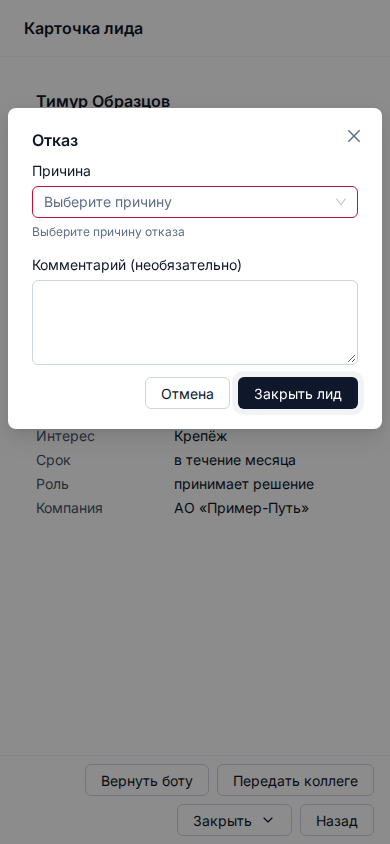 Карточка лида
Тимур Образцов
Отказ
Причина
Выберите причину
Выберите причину отказа
Комментарий (необязательно)
Отмена
Закрыть лид
Интерес Крепёж
Срок в течение месяца
Роль принимает решение
Компания АО «Пример-Путь»
Вернуть боту
Передать коллеге
Закрыть
Назад